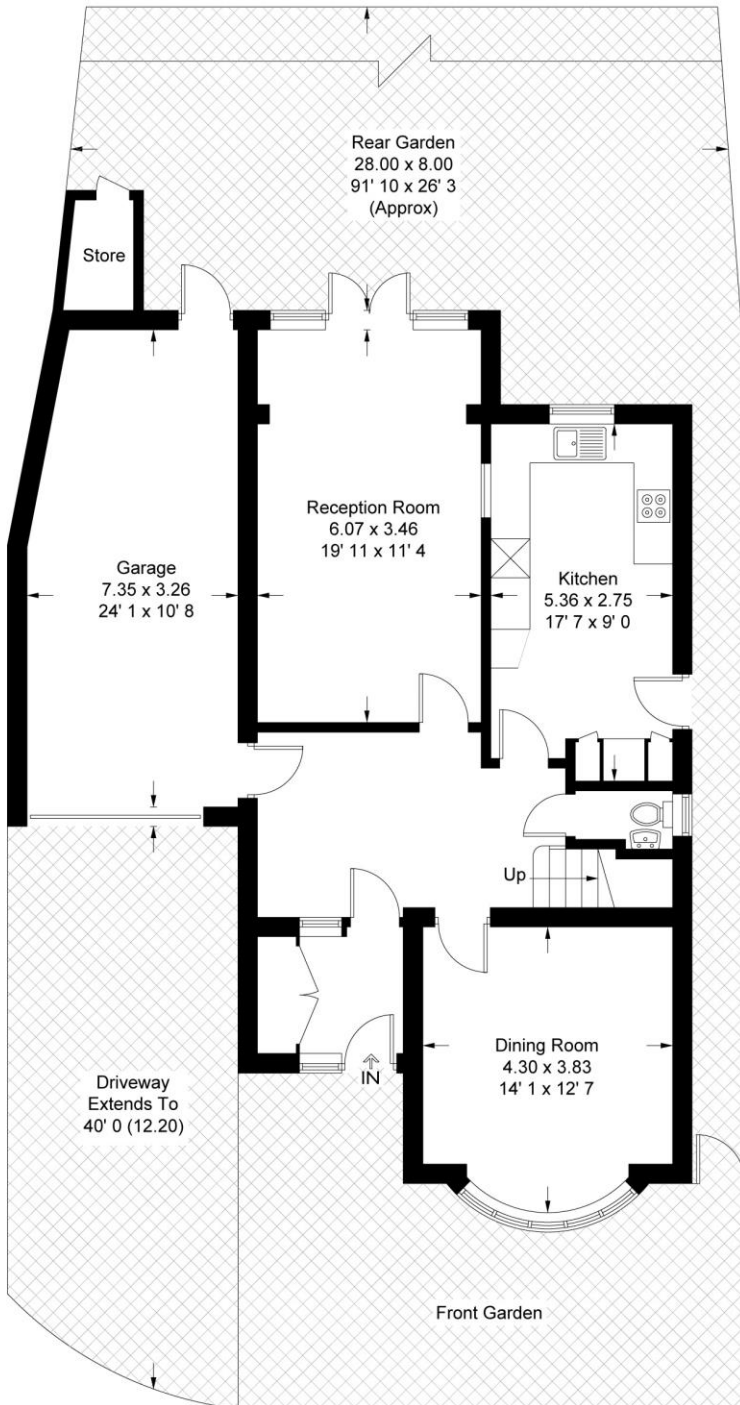 Rear Garden
28.00 x 8.00
91' 10 x 26' 3
(Approx)
Store
Reception Room
6.07 x 3.46
19' 11 x 11' 4
Garage
7.35 x 3.26
24' 1 x 10' 8
Kitchen
5.36 x 2.75
17' 7 x 9' 0
Up
Dining Room
4.30 x 3.83
14' 1 x 12' 7
IN
Driveway
Extends To
40' 0 (12.20)
Front Garden